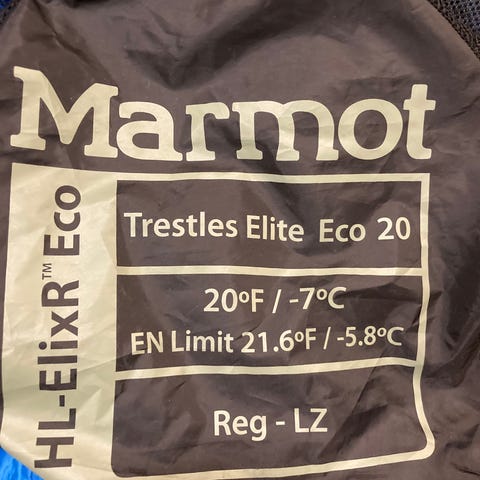 Marmot
HL-ElixR™ Eco
Trestles Elite Eco 20
20ºF / -7ºC
EN Limit 21.6ºF / -5.8ºC
Reg - LZ